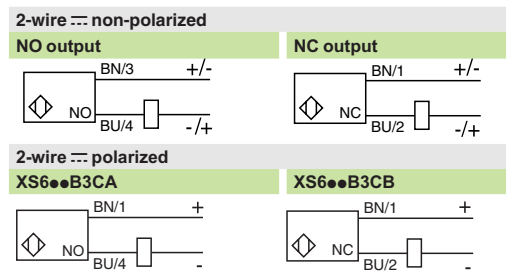 2-wire ⎓ non-polarized
NO output NC output
BN/3 +/- BN/1 +/-
NO NC
BU/4 -/+ BU/2 -/+
2-wire ⎓ polarized
XS6●●B3CA XS6●●B3CB
BN/1 + BN/1 +
NO NC
BU/4 - BU/2 -